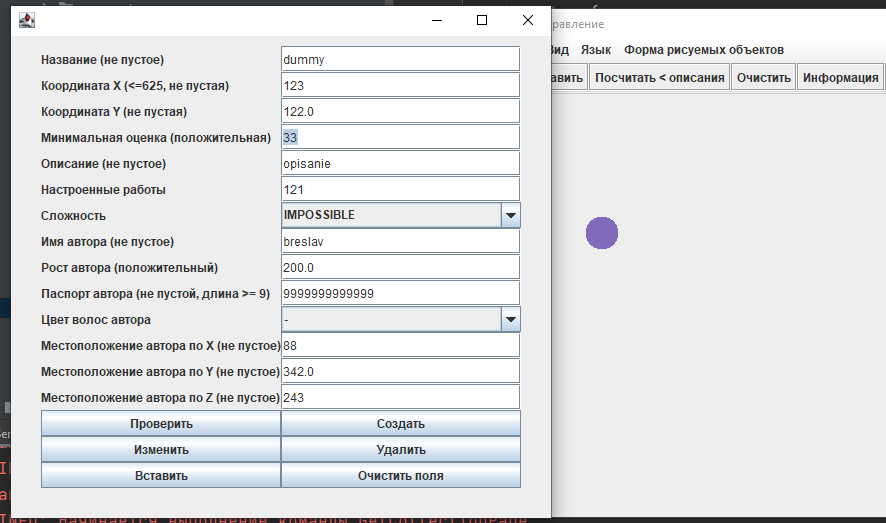 Название (не пустое) dummy
Координата X (<=625, не пустая) 123
Координата Y (не пустая) 122.0
Минимальная оценка (положительная) 33
Описание (не пустое) opisanie
Настроенные работы 121
Сложность IMPOSSIBLE
Имя автора (не пустое) breslav
Рост автора (положительный) 200.0
Паспорт автора (не пустой, длина >= 9) 9999999999999
Цвет волос автора -
Местоположение автора по X (не пустое) 88
Местоположение автора по Y (не пустое) 342.0
Местоположение автора по Z (не пустое) 243
Проверить Создать
Изменить Удалить
Вставить Очистить поля
равление
Вид Язык Форма рисуемых объектов
авить Посчитать < описания Очистить Информация